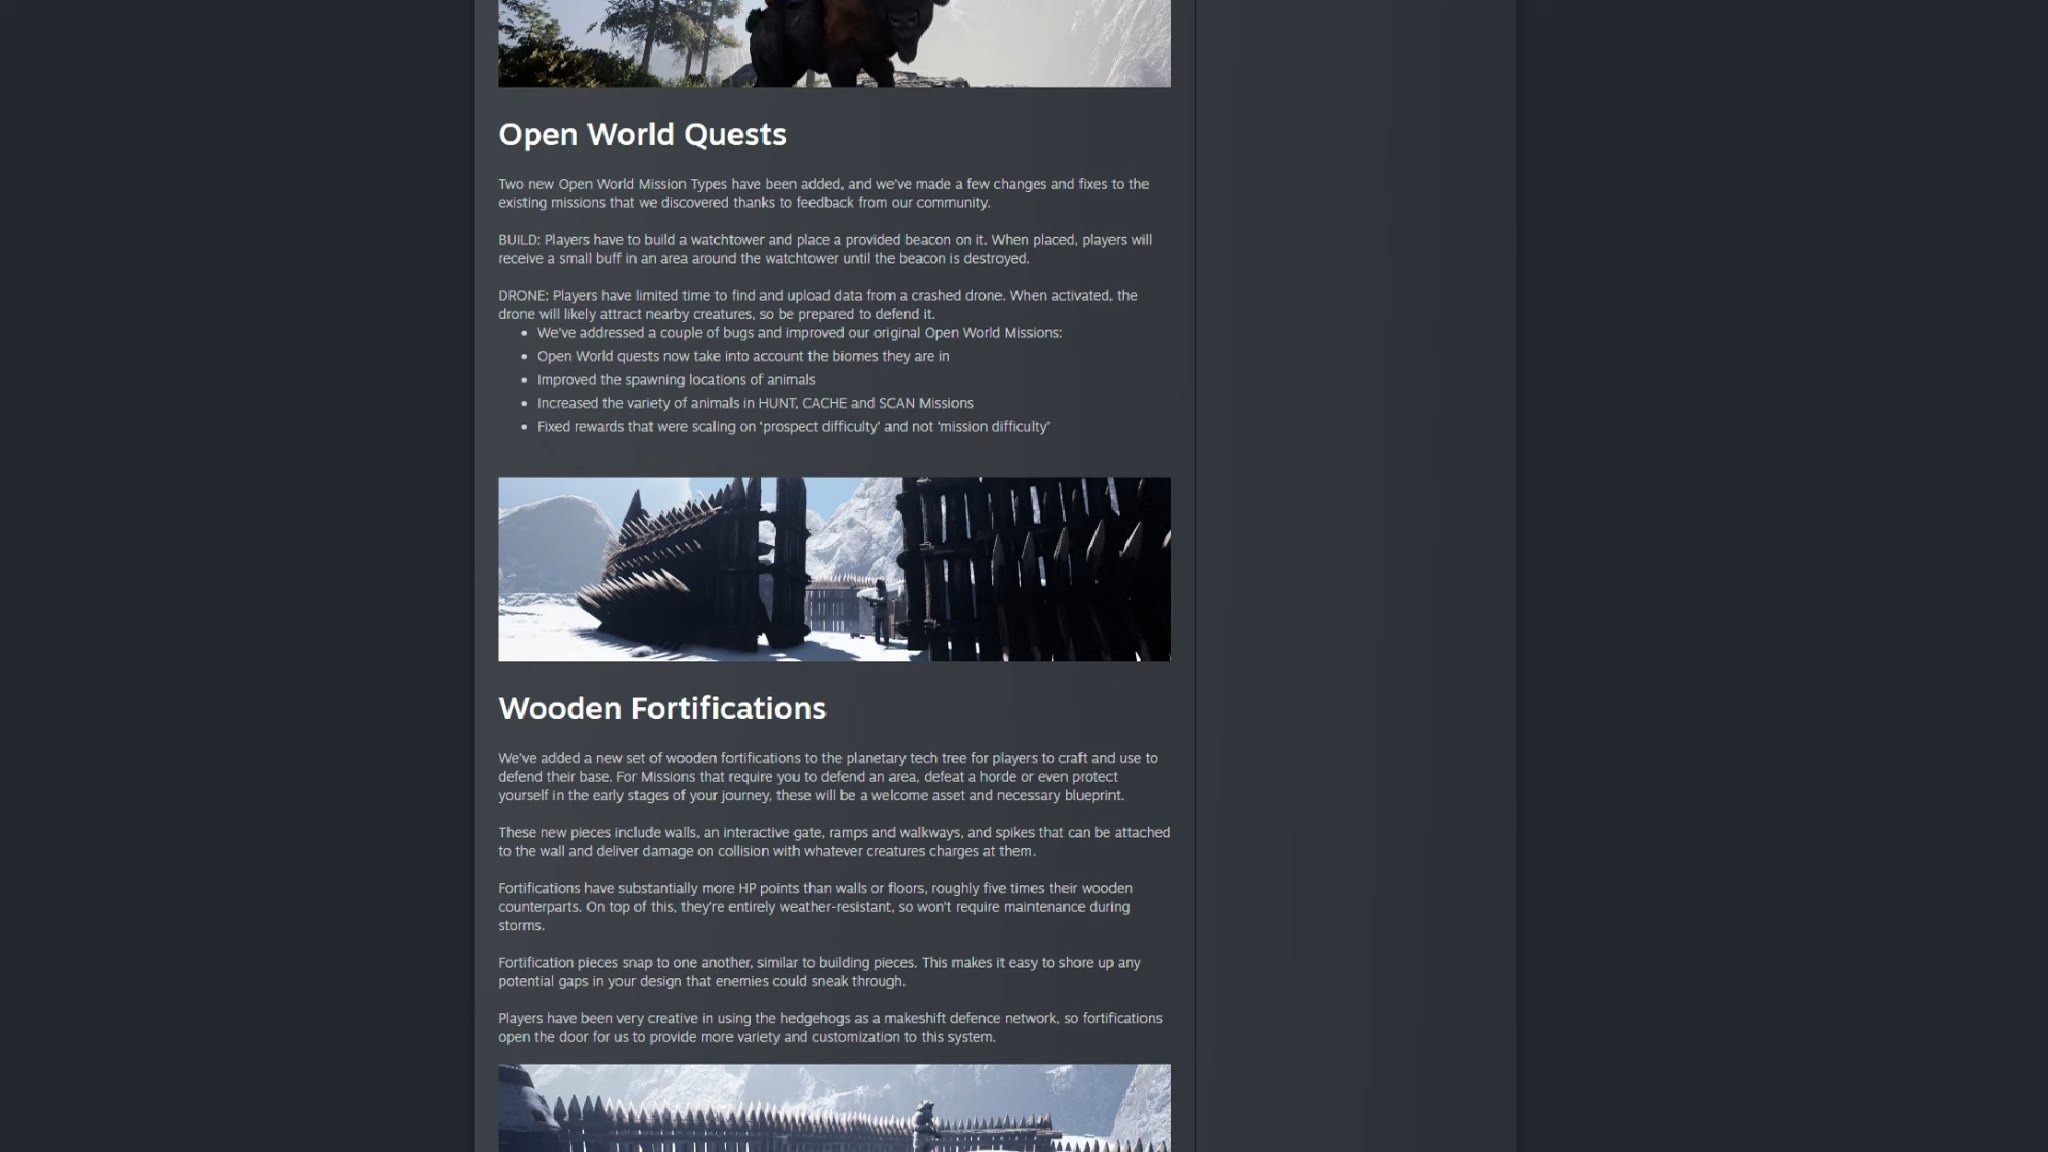 Open World Quests
Two new Open World Mission Types have been added, and we've made a few changes and fixes to the
existing missions that we discovered thanks to feedback from our community.
BUILD: Players have to build a watchtower and place a provided beacon on it. When placed, players will
receive a small buff in an area around the watchtower until the beacon is destroyed.
DRONE: Players have limited time to find and upload data from a crashed drone. When activated, the
drone will likely attract nearby creatures, so be prepared to defend it.
• We've addressed a couple of bugs and improved our original Open World Missions:
• Open World quests now take into account the biomes they are in
• Improved the spawning locations of animals
• Increased the variety of animals in HUNT, CACHE and SCAN Missions
• Fixed rewards that were scaling on ‘prospect difficulty’ and not ‘mission difficulty”
Wooden Fortifications
We've added a new set of wooden fortifications to the planetary tech tree for players to craft and use to
defend their base. For Missions that require you to defend an area, defeat a horde or even protect
yourself in the early stages of your journey, these will be a welcome asset and necessary blueprint.
These new pieces include walls, an interactive gate, ramps and walkways, and spikes that can be attached
to the wall and deliver damage on collision with whatever creatures charges at them.
Fortifications have substantially more HP points than walls or floors, roughly five times their wooden
counterparts. On top of this, they're entirely weather-resistant, so won't require maintenance during
storms.
Fortification pieces snap to one another, similar to building pieces. This makes it easy to shore up any
potential gaps in your design that enemies could sneak through.
Players have been very creative in using the hedgehogs as a makeshift defence network, so fortifications
open the door for us to provide more variety and customization to this system.